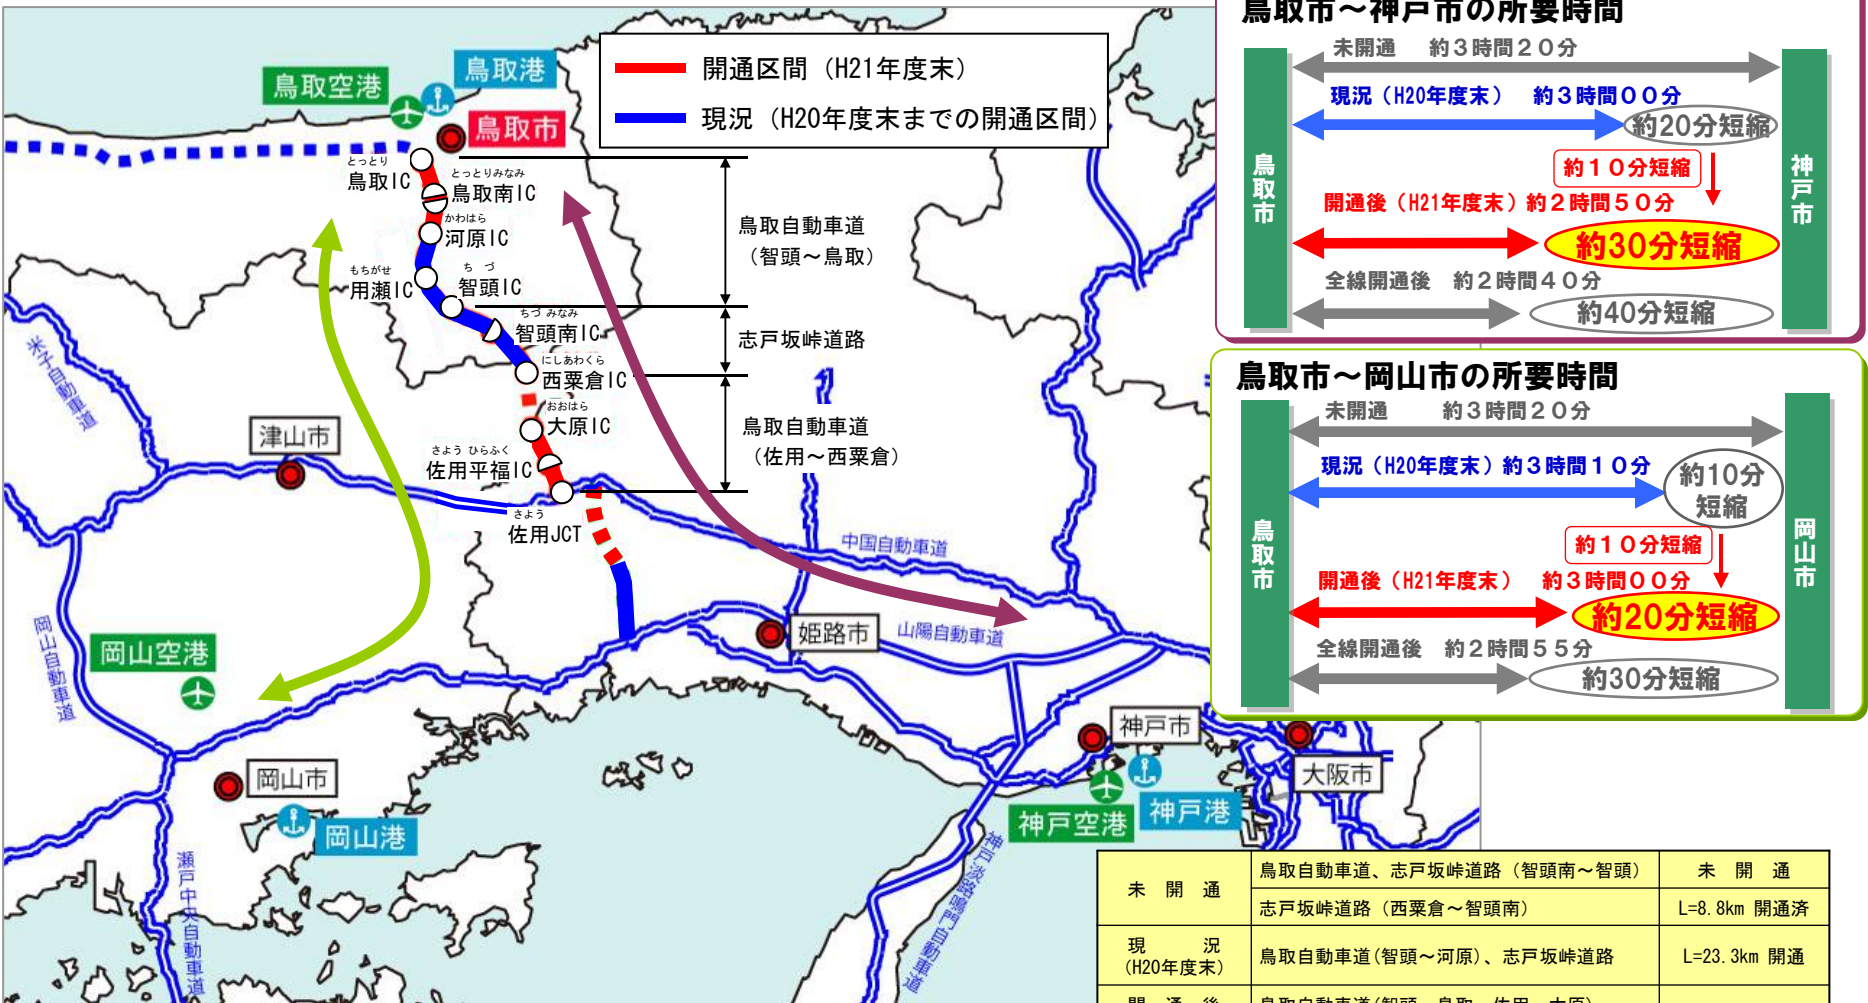 鳥取市～神戸市の所要時間
未開通　約３時間２０分
現況（H20年度末）　約３時間００分
約20分短縮
約１０分短縮
開通後（H21年度末）約２時間５０分
約30分短縮
全線開通後　約２時間４０分
約40分短縮
鳥取市
神戸市
鳥取市～岡山市の所要時間
未開通　約３時間２０分
現況（H20年度末）約３時間１０分
約10分
短縮
約１０分短縮
開通後（H21年度末）　約３時間００分
約20分短縮
全線開通後　約２時間５５分
約30分短縮
鳥取市
岡山市
開通区間（H21年度末）
現況（H20年度末までの開通区間）
鳥取空港
鳥取港
鳥取市
とっとり
鳥取IC
とっとりみなみ
鳥取南IC
かわはら
河原IC
もちがせ
用瀬IC
ち づ
智頭IC
ちづ みなみ
智頭南IC
にしあわくら
西粟倉IC
おおはら
大原IC
さよう ひらふく
佐用平福IC
さよう
佐用JCT
鳥取自動車道
（智頭～鳥取）
志戸坂峠道路
鳥取自動車道
（佐用～西粟倉）
米子自動車道
津山市
中国自動車道
岡山自動車道
岡山空港
姫路市
山陽自動車道
岡山市
岡山港
神戸市
神戸空港
神戸港
大阪市
瀬戸中央自動車道
神戸淡路鳴門自動車道
未　開　通
鳥取自動車道、志戸坂峠道路（智頭南～智頭）
未　開　通
志戸坂峠道路（西粟倉～智頭南）
L=8.8km 開通済
現　　況
（H20年度末）
鳥取自動車道(智頭～河原)、志戸坂峠道路
L=23.3km 開通
開　通　後
鳥取自動車道(智頭～鳥取、佐用～大原)